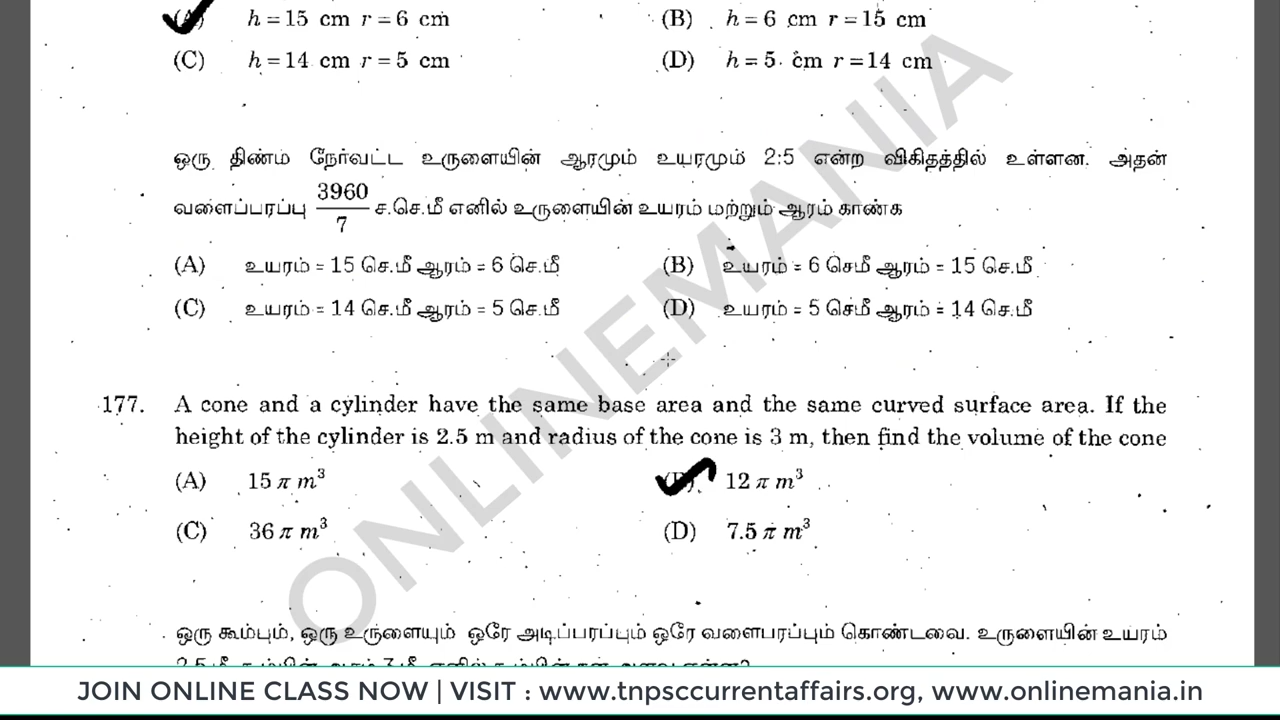 h = 15 cm r = 6 cm (B) h = 6 cm r = 15 cm
(C) h = 14 cm r = 5 cm (D) h = 5 cm r = 14 cm
ஒரு திண்ம நேர்வட்ட உருளையின் ஆரமும் உயரமும் 2:5 என்ற விகிதத்தில் உள்ளன. அதன்
வளைப்பரப்பு 3960/7 ச.செ.மீ எனில் உருளையின் உயரம் மற்றும் ஆரம் காண்க
(A) உயரம் = 15 செ.மீ ஆரம் = 6 செ.மீ (B) உயரம் = 6 செமீ ஆரம் = 15 செ.மீ
(C) உயரம் = 14 செ.மீ ஆரம் = 5 செ.மீ (D) உயரம் = 5 செமீ ஆரம் = 14 செ.மீ
177. A cone and a cylinder have the same base area and the same curved surface area. If the
height of the cylinder is 2.5 m and radius of the cone is 3 m, then find the volume of the cone
(A) 15 π m³ (B) 12 π m³
(C) 36 π m³ (D) 7.5 π m³
ONLINEMANIA
ஒரு கூம்பும், ஒரு உருளையும் ஒரே அடிப்பரப்பும் ஒரே வளைபரப்பும் கொண்டவை. உருளையின் உயரம்
JOIN ONLINE CLASS NOW | VISIT : www.tnpsccurrentaffairs.org, www.onlinemania.in